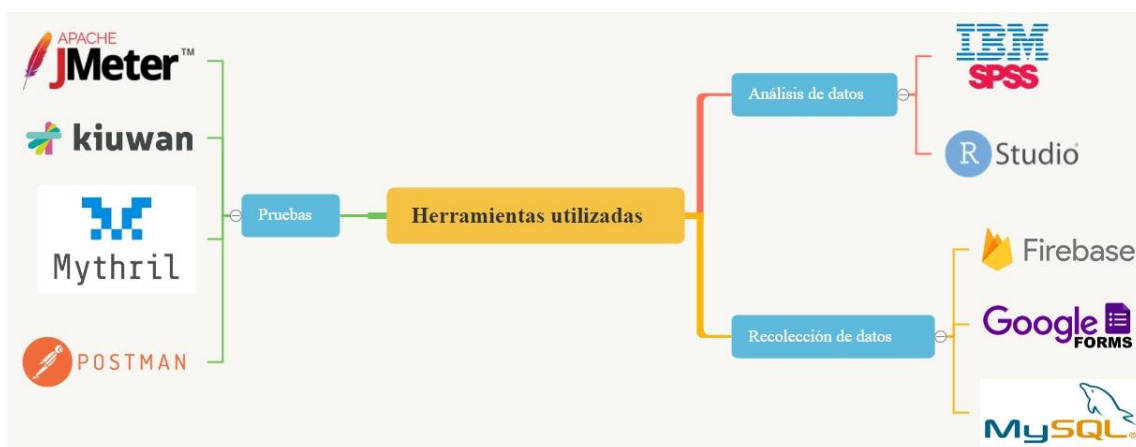 APACHE
JMeter™
kiuwan
Mythril
POSTMAN
Pruebas
Herramientas utilizadas
Análisis de datos
IBM
SPSS
R Studio
Recolección de datos
Firebase
Google
FORMS
MySQL®